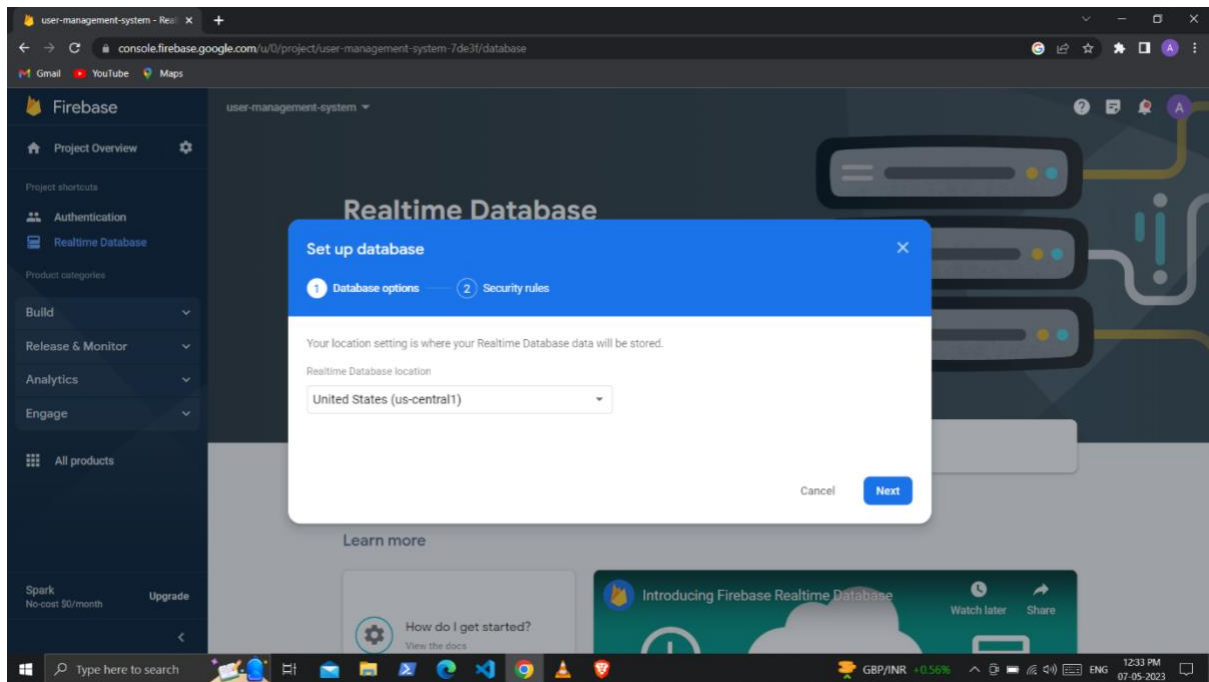 user-management-system - Real
console.firebase.google.com/u/0/project/user-management-system-7de3f/database
Gmail YouTube Maps
Firebase
user-management-system
A
Project Overview
Project shortcuts
Authentication
Realtime Database
Product categories
Build
Release & Monitor
Analytics
Engage
All products
Spark
No-cost $0/month
Upgrade
Realtime Database
Set up database
1 Database options
2 Security rules
Your location setting is where your Realtime Database data will be stored.
Realtime Database location
United States (us-central1)
Cancel
Next
Learn more
How do I get started?
View the docs
Introducing Firebase Realtime Database
Watch later
Share
Type here to search
GBP/INR +0.56%
ENG
12:33 PM
07-05-2023